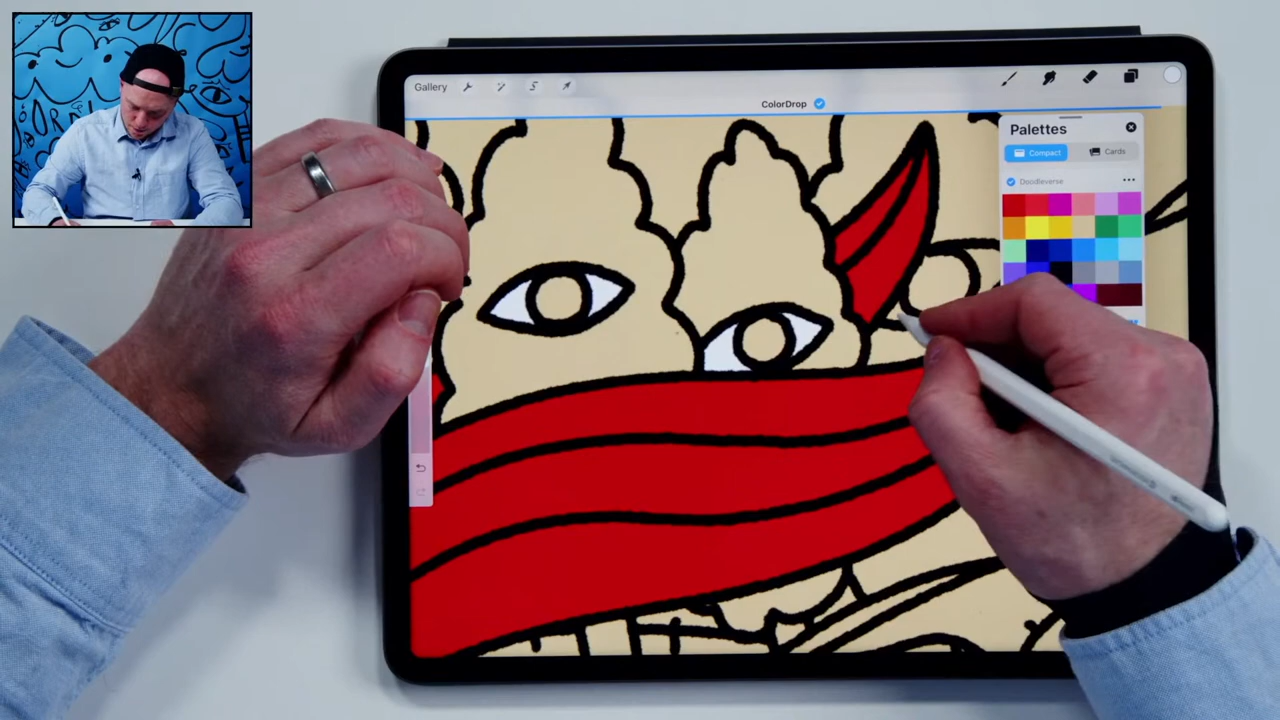 Gallery
ColorDrop
Palettes
Compact
Cards
Doodleverse